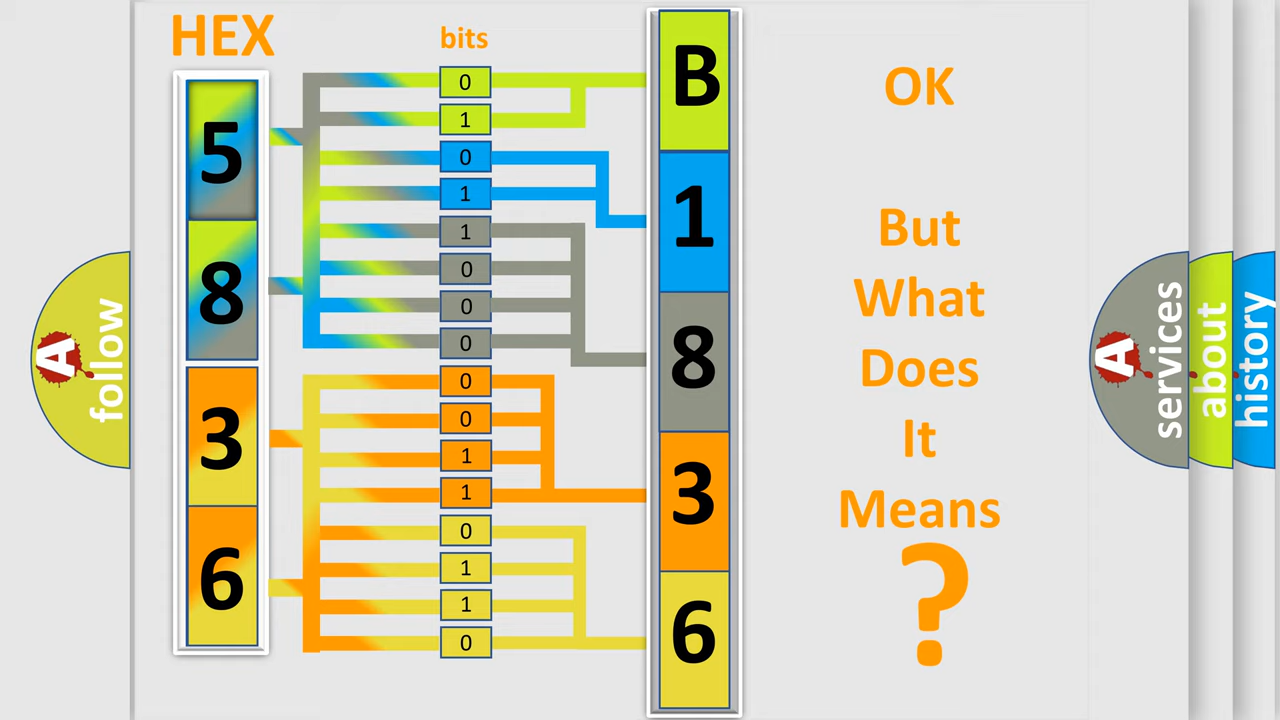 HEX
bits
5
8
3
6
0
1
0
1
1
0
0
0
0
0
1
1
0
1
1
0
B
1
8
3
6
OK
But
What
Does
It
Means
?
A
follow
A
services
about
history